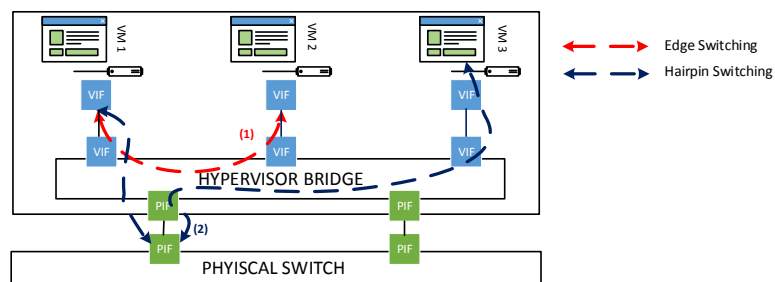 VM 1
VM 2
VM 3
Edge Switching
Hairpin Switching
VIF
VIF
VIF
(1)
VIF
VIF
VIF
HYPERVISOR BRIDGE
PIF
PIF
(2)
PIF
PIF
PHYISCAL SWITCH